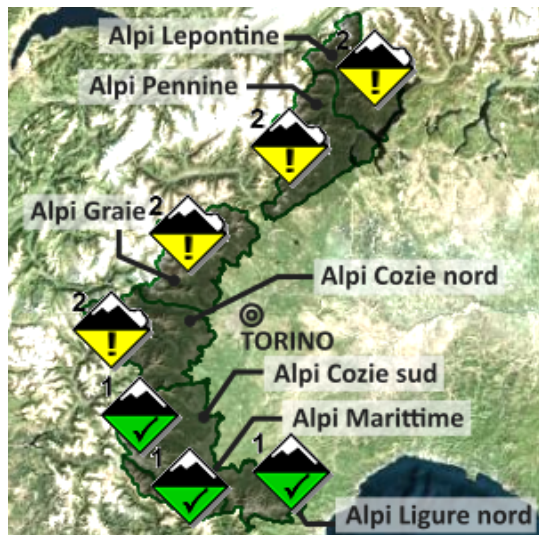 Alpi Lepontine
2
Alpi Pennine
2
!
!
Alpi Graie
2
!
Alpi Cozie nord
2
!
TORINO
Alpi Cozie sud
1
Alpi Marittime
1
1
Alpi Ligure nord